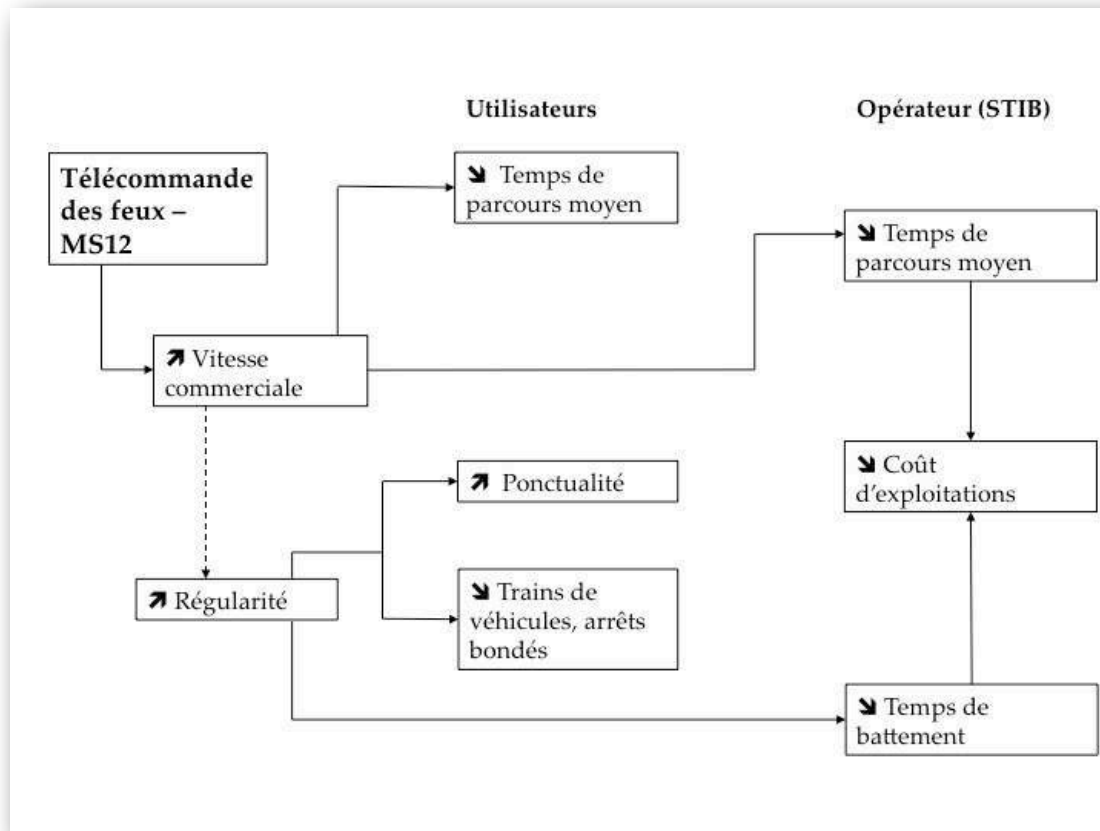 Utilisateurs
Opérateur (STIB)
Télécommande
des feux –
MS12
↘ Temps de
parcours moyen
↘ Temps de
parcours moyen
↗ Vitesse
commerciale
↘ Coût
d'exploitations
↗ Ponctualité
↗ Régularité
↘ Trains de
véhicules, arrêts
bondés
↘ Temps de
battement